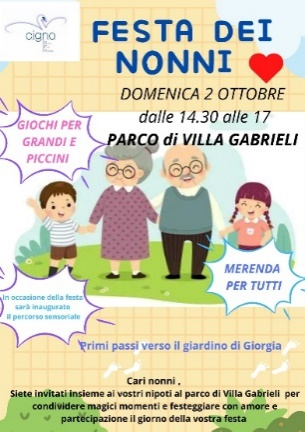 cigno
FESTA DEI
NONNI
DOMENICA 2 OTTOBRE
dalle 14.30 alle 17
PARCO di VILLA GABRIELI
GIOCHI PER
GRANDI E
PICCINI
MERENDA
PER TUTTI
In occasione della festa
sarà inaugurato
il percorso sensoriale
Primi passi verso il giardino di Giorgia
Cari nonni ,
Siete invitati insieme ai vostri nipoti al parco di Villa Gabrieli per
condividere magici momenti e festeggiare con amore e
partecipazione il giorno della vostra festa